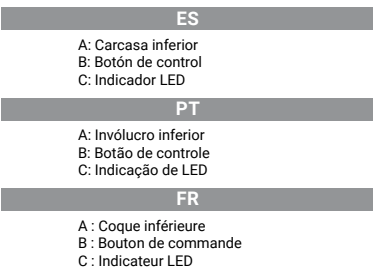 ES
A: Carcasa inferior
B: Botón de control
C: Indicador LED
PT
A: Invólucro inferior
B: Botão de controle
C: Indicação de LED
FR
A : Coque inférieure
B : Bouton de commande
C : Indicateur LED